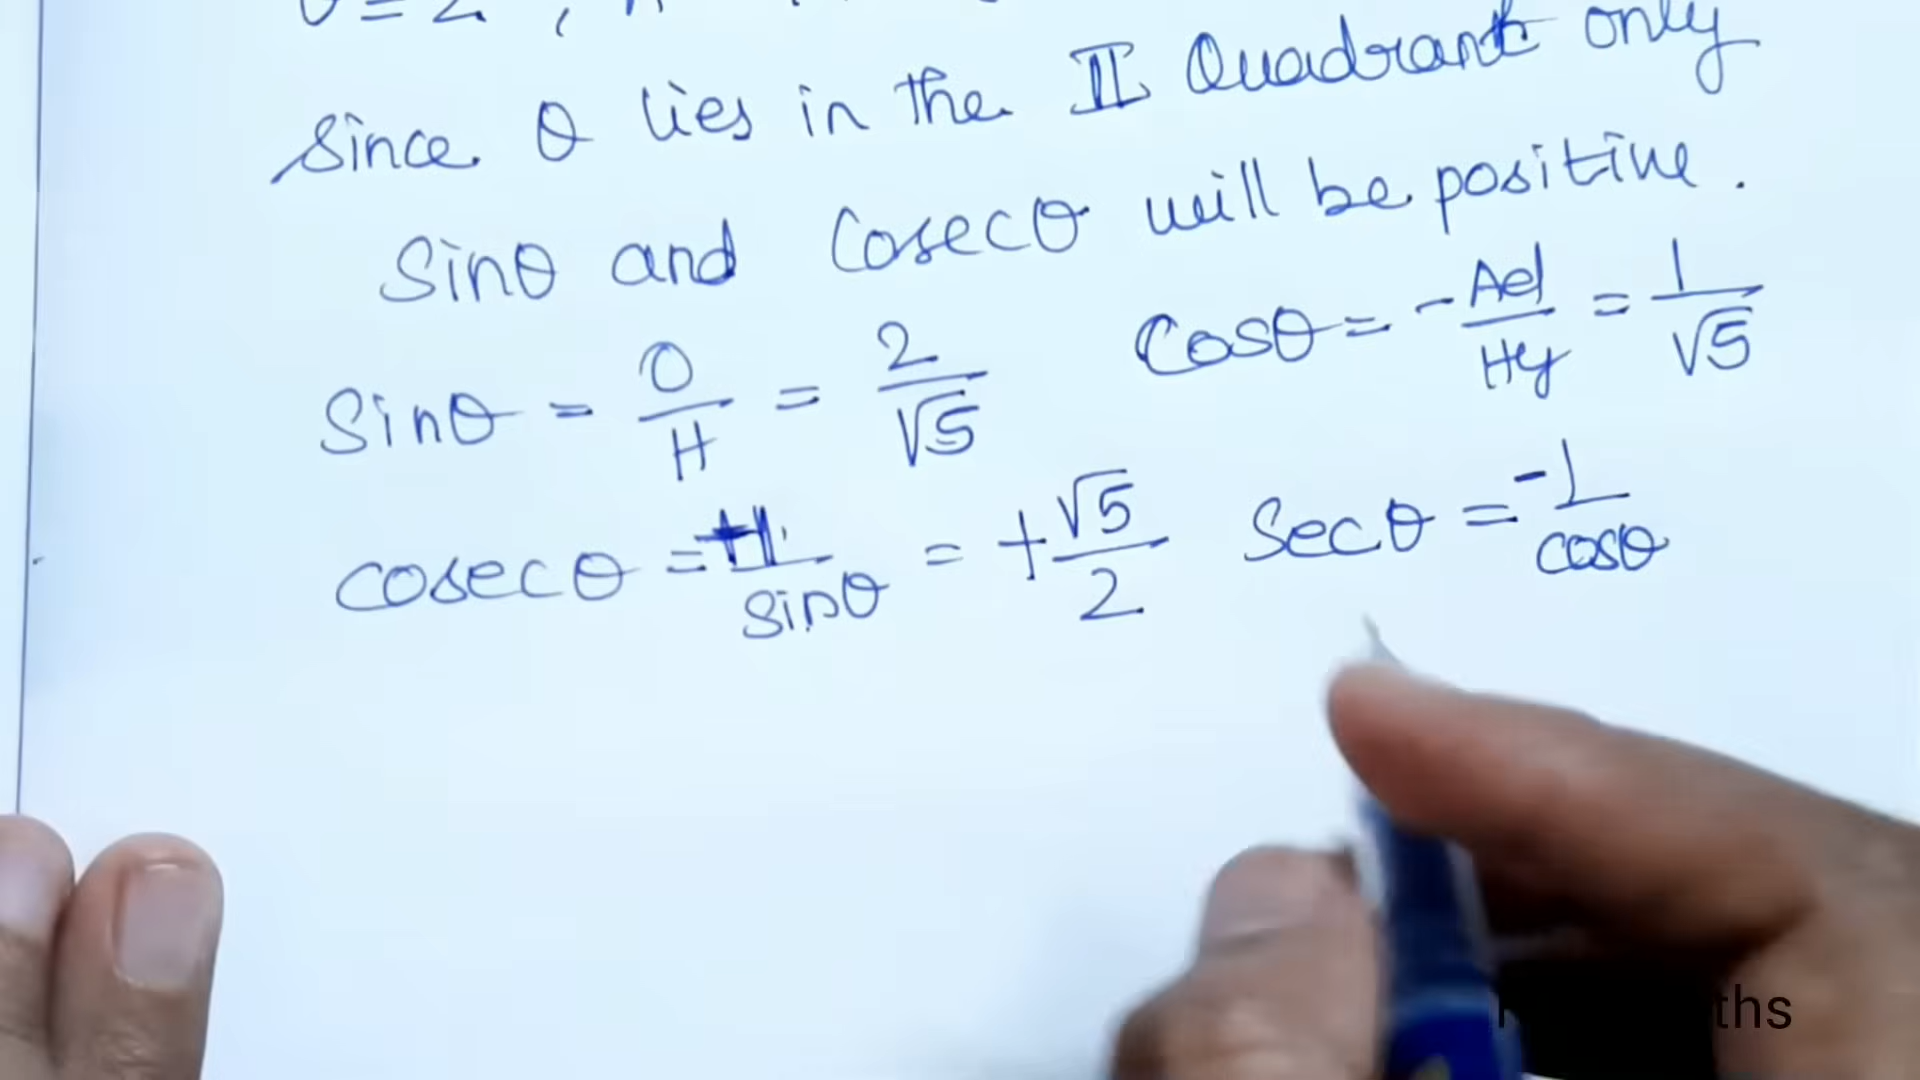 since θ lies in the II Quadrant only
Sinθ and Cosecθ will be positive.
Sinθ = O/H = 2/√5 Cosθ = -Ad/Hy = 1/√5
cosecθ = +1/sinθ = +√5/2 Secθ = -1/cosθ
ths